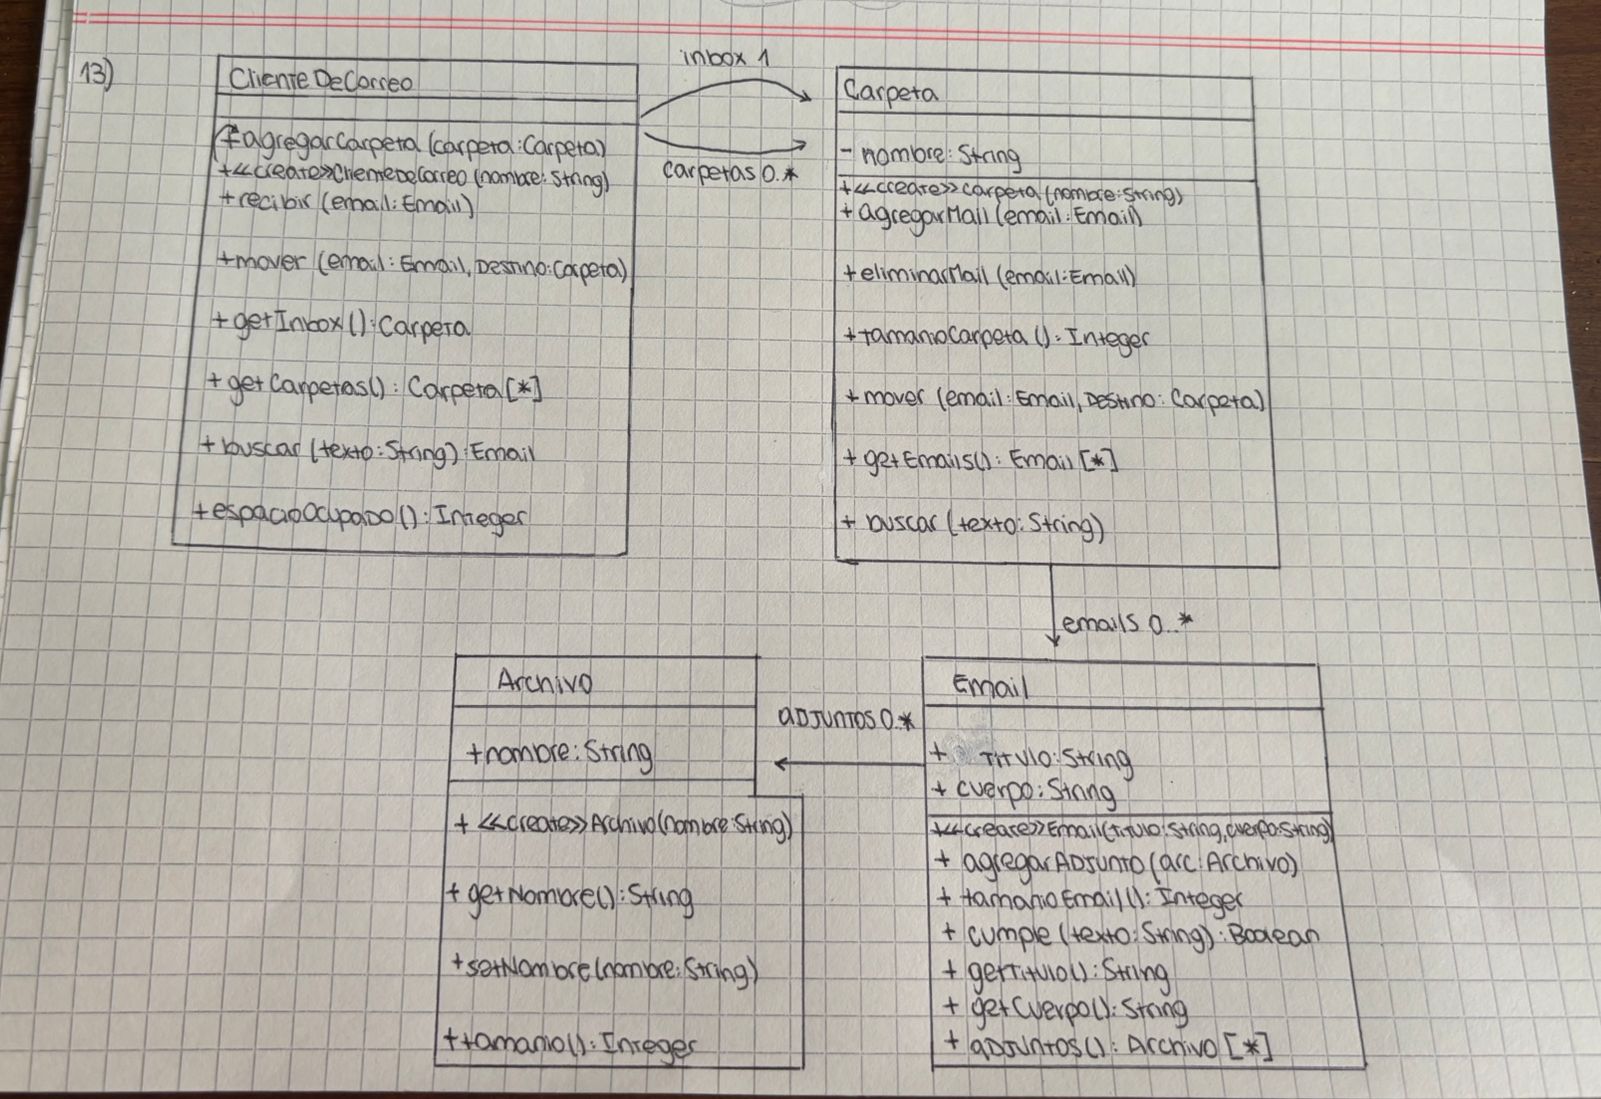 13)
ClienteDeCorreo
+agregarCarpeta (carpeta:Carpeta)
+<<create>>ClienteDeCorreo (nombre: String)
+recibir (email: Email)
+mover (email: Email, Destino:Carpeta)
+getInbox(): Carpeta
+getCarpetas(): Carpeta[*]
+buscar (texto: String): Email
+espacioOcupado(): Integer
inbox 1
carpetas 0..*
Carpeta
- nombre: String
+<<create>>carpeta (nombre: String)
+agregarMail (email: Email)
+eliminarMail (email: Email)
+tamanioCarpeta (): Integer
+mover (email: Email, Destino: Carpeta)
+getEmails(): Email [*]
+ buscar (texto: String)
emails 0..*
Archivo
+nombre: String
+ <<create>>Archivo(nombre:String)
+getNombre(): String
+setNombre(nombre: String)
+tamanio(): Integer
ADJUNTOS 0..*
Email
+ Titulo: String
+ cuerpo: String
+<<create>>Email(Titulo: String, cuerpo: String)
+ agregarADJunto (arc: Archivo)
+ tamanioEmail(): Integer
+ cumple (texto: String): Boolean
+ getTitulo(): String
+ getCuerpo(): String
+ ADJUNTOS(): Archivo [*]